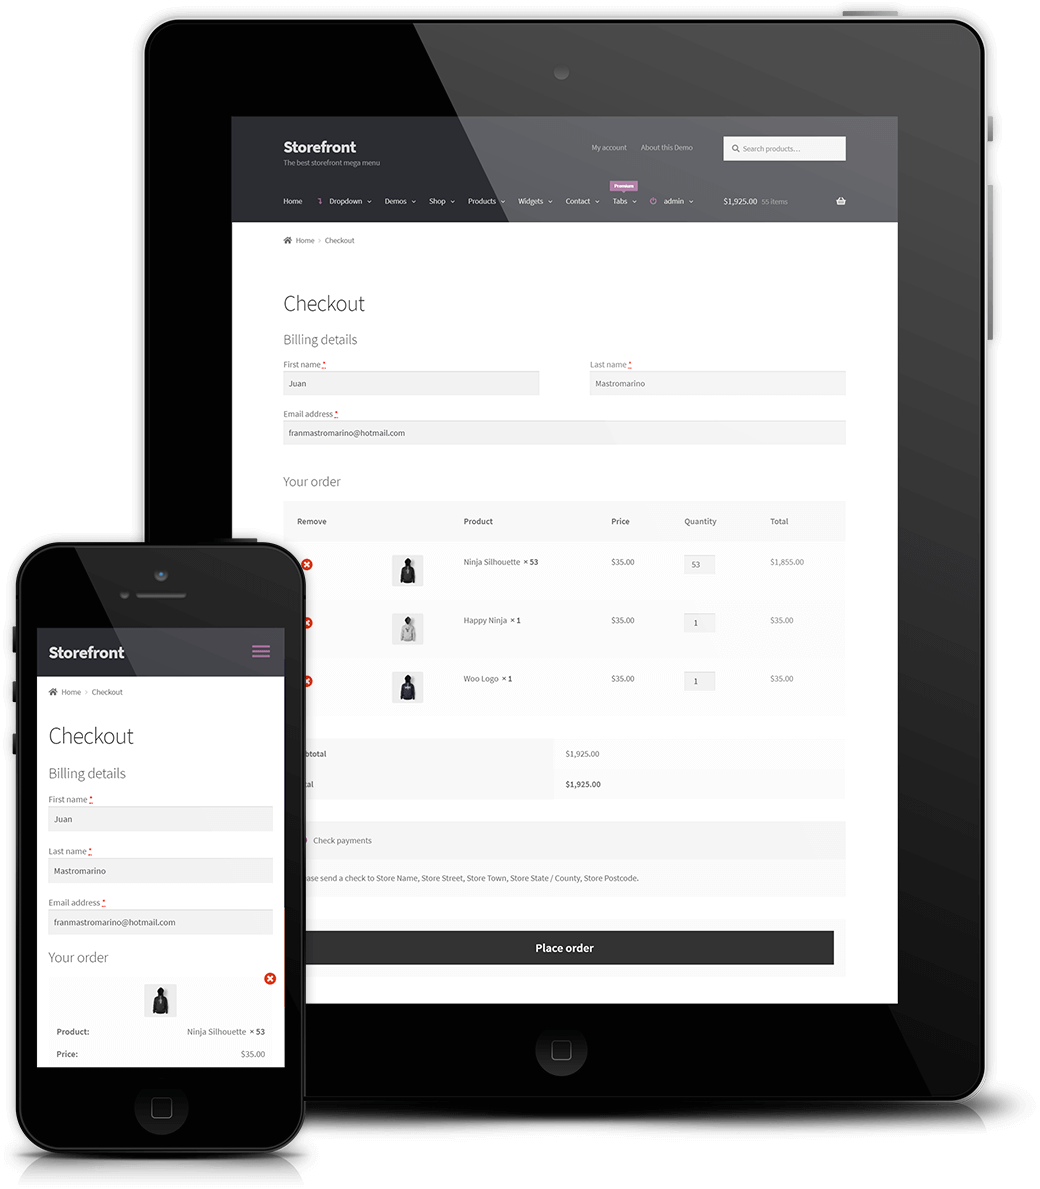 Storefront
The best storefront mega menu
My account About this Demo
Search products...
Premium
Home Dropdown Demos Shop Products Widgets Contact Tabs admin $1,925.00 55 items
Home › Checkout
Checkout
Billing details
First name * Last name *
Juan Mastromarino
Email address *
franmastromarino@hotmail.com
Your order
Remove Product Price Quantity Total
Ninja Silhouette × 53 $35.00 53 $1,855.00
Happy Ninja × 1 $35.00 1 $35.00
Woo Logo × 1 $35.00 1 $35.00
btotal $1,925.00
al $1,925.00
Check payments
ase send a check to Store Name, Store Street, Store Town, Store State / County, Store Postcode.
Place order
Storefront
Home › Checkout
Checkout
Billing details
First name *
Juan
Last name *
Mastromarino
Email address *
franmastromarino@hotmail.com
Your order
Product: Ninja Silhouette × 53
Price: $35.00